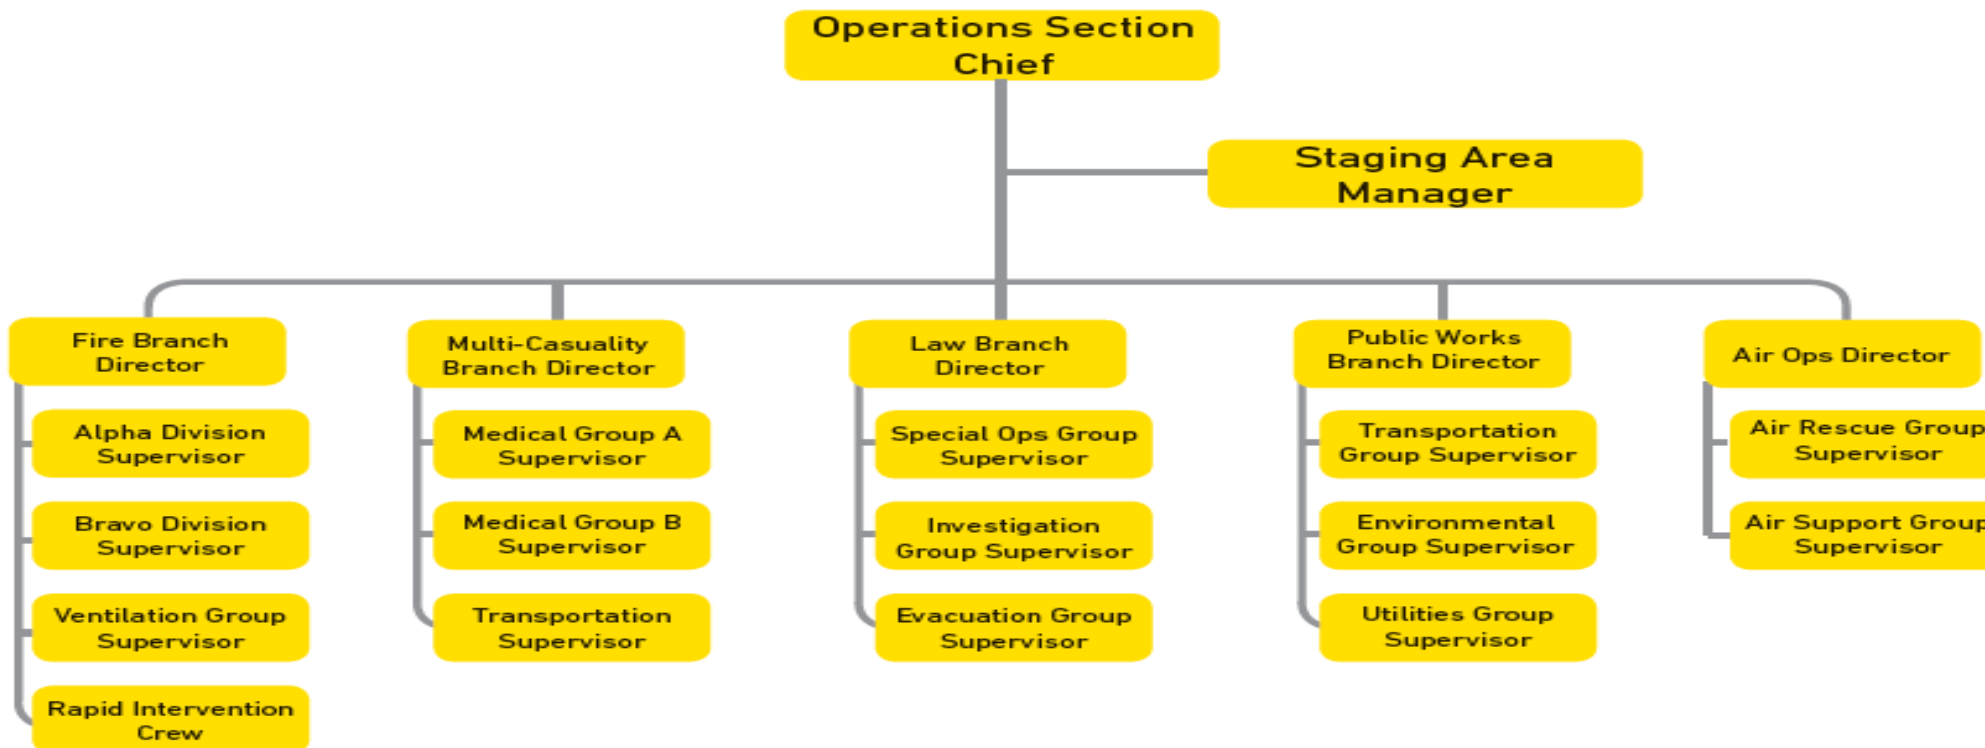 Operations Section
Chief
Staging Area
Manager
Fire Branch
Director
Alpha Division
Supervisor
Bravo Division
Supervisor
Ventilation Group
Supervisor
Rapid Intervention
Crew
Multi-Casuality
Branch Director
Medical Group A
Supervisor
Medical Group B
Supervisor
Transportation
Supervisor
Law Branch
Director
Special Ops Group
Supervisor
Investigation
Group Supervisor
Evacuation Group
Supervisor
Public Works
Branch Director
Transportation
Group Supervisor
Environmental
Group Supervisor
Utilities Group
Supervisor
Air Ops Director
Air Rescue Group
Supervisor
Air Support Group
Supervisor